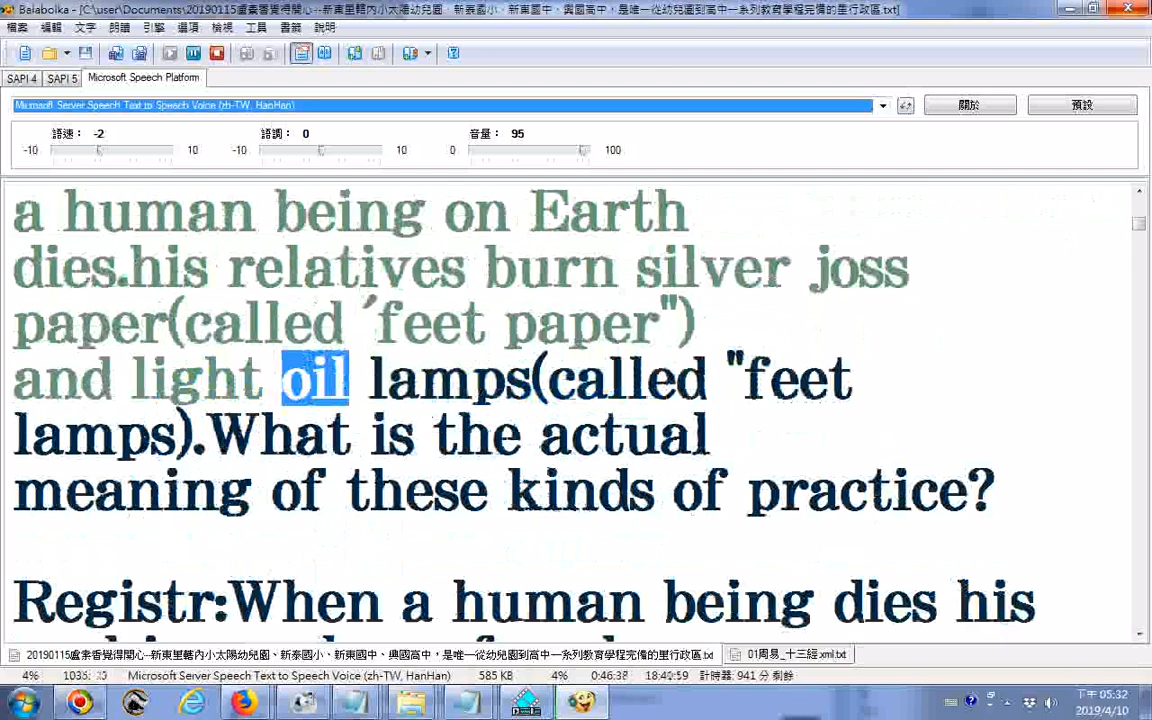 Balabolka - [C:\user\Documents\20190115盧素香覺得開心--新東里轄內小太陽幼兒園、新泰國小、新東國中、興國高中，是唯一從幼兒園到高中一系列教育學程完備的里行政區.txt]
檔案 編輯 文字 朗讀 引擎 選項 檢視 工具 書籤 說明
SAPI 4 SAPI 5 Microsoft Speech Platform
Microsoft Server Speech Text to Speech Voice (zh-TW, HanHan)
關於 預設
語速： -2 語調： 0 音量： 95
-10 10 -10 10 0 100
a human being on Earth
dies.his relatives burn silver joss
paper(called ′feet paper")
and light oil lamps(called "feet
lamps).What is the actual
meaning of these kinds of practice?
Registr:When a human being dies his
20190115盧素香覺得開心--新東里轄內小太陽幼兒園、新泰國小、新東國中、興國高中，是唯一從幼兒園到高中一系列教育學程完備的里行政區.txt 01周易_十三經.xml.txt
4% Microsoft Server Speech Text to Speech Voice (zh-TW, HanHan) 585 KB 4% 0:46:38 18:40:59 計時器: 941 分 剩餘
下午 05:32
2019/4/10